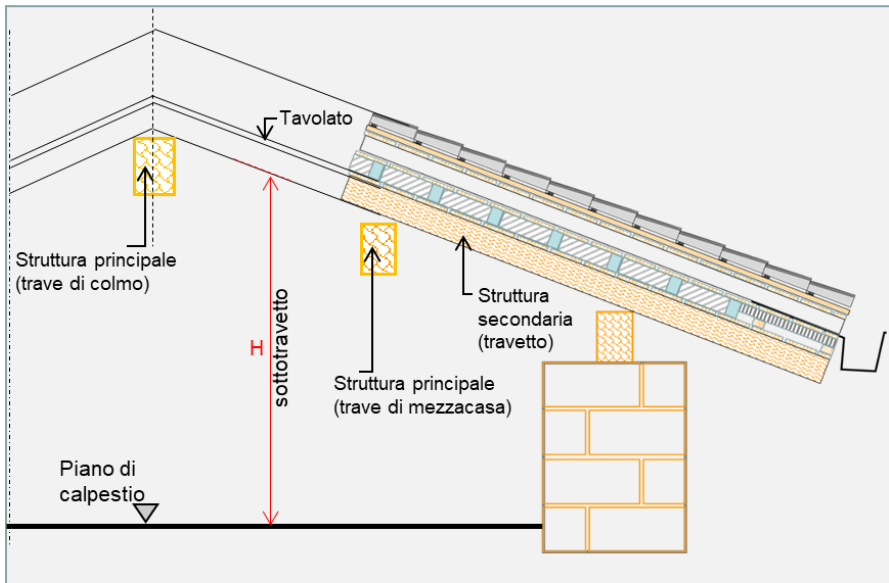 Tavolato
Struttura principale
(trave di colmo)
Struttura
secondaria
(travetto)
H
sottotravetto
Struttura principale
(trave di mezzacasa)
Piano di
calpestio